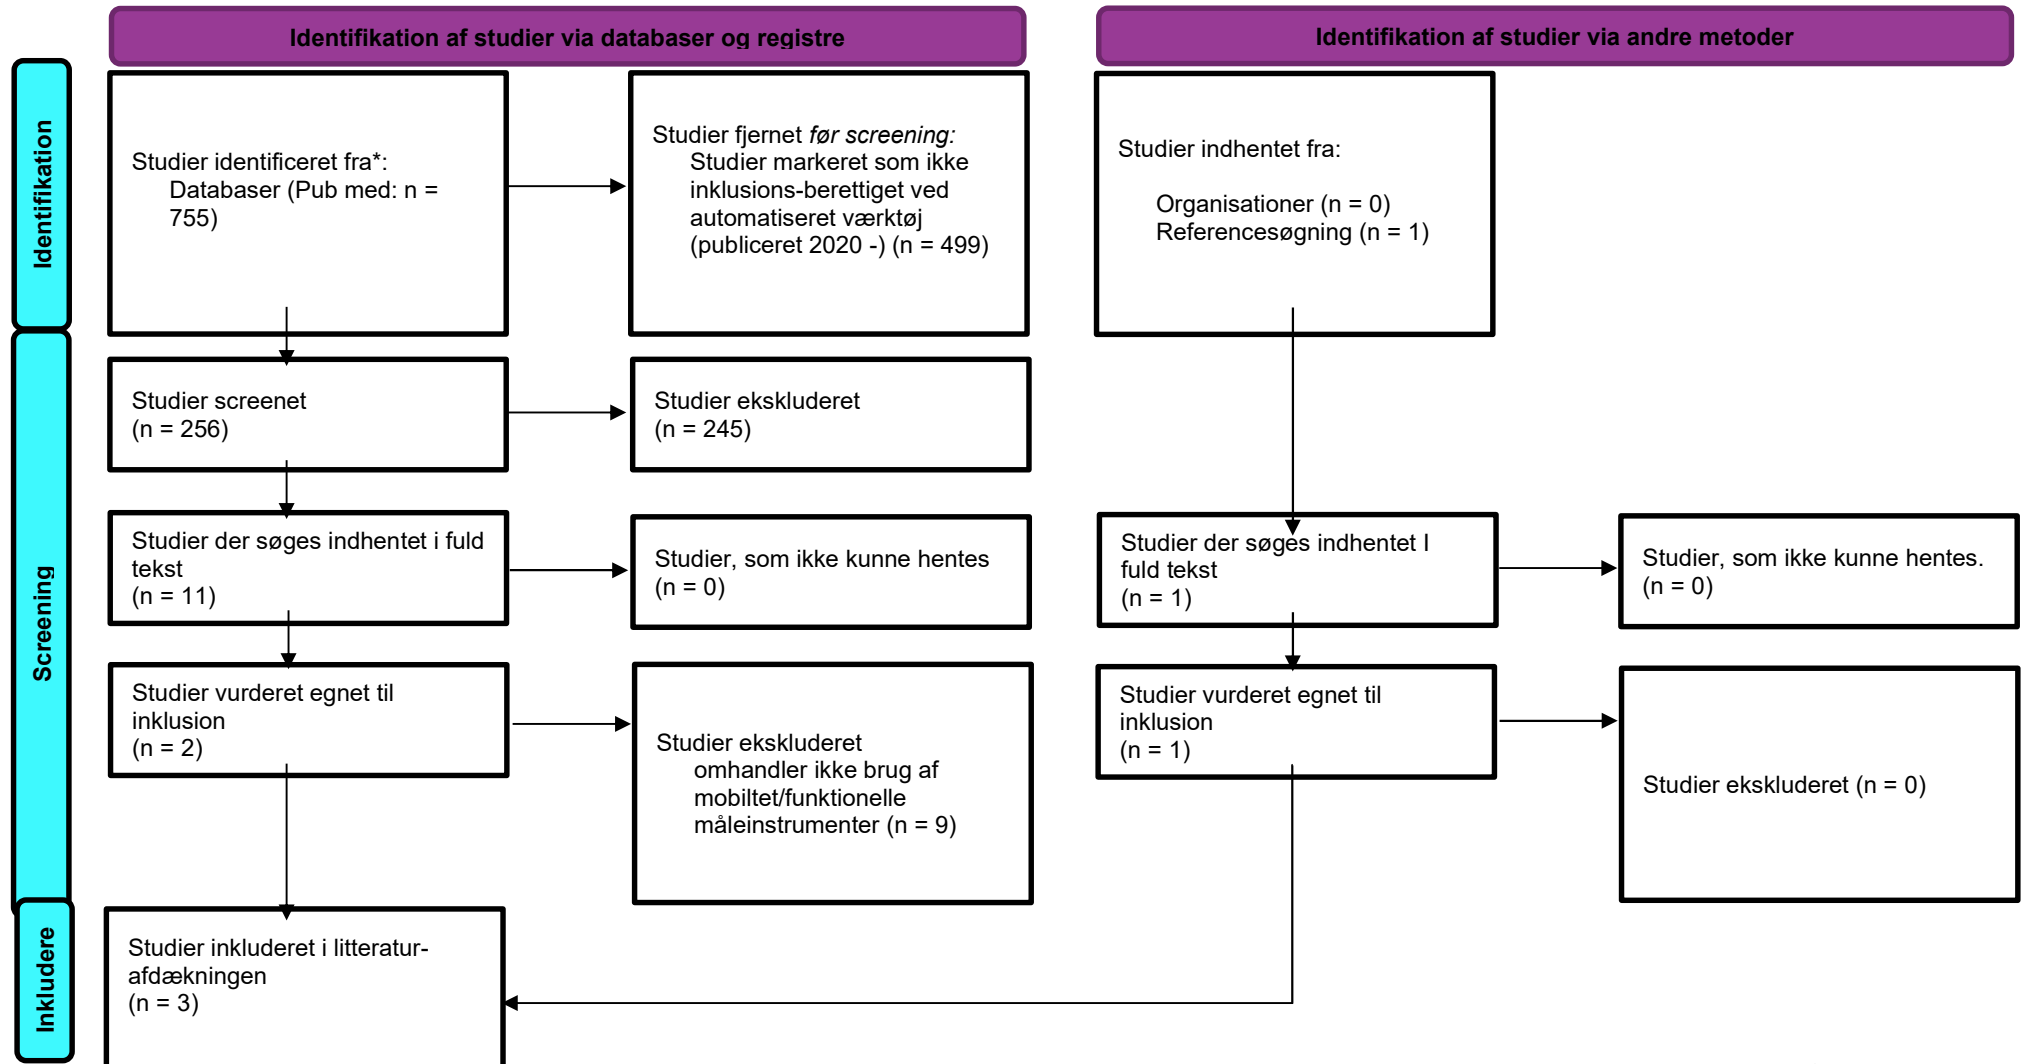 Identifikation af studier via databaser og registre
Identifikation af studier via andre metoder
Identifikation
Studier identificeret fra*:
Databaser (Pub med: n =
755)
Studier fjernet før screening:
Studier markeret som ikke
inklusions-berettiget ved
automatiseret værktøj
(publiceret 2020 -) (n = 499)
Studier indhentet fra:
Organisationer (n = 0)
Referencesøgning (n = 1)
Screening
Studier screenet
(n = 256)
Studier ekskluderet
(n = 245)
Studier der søges indhentet i fuld
tekst
(n = 11)
Studier, som ikke kunne hentes
(n = 0)
Studier der søges indhentet I
fuld tekst
(n = 1)
Studier, som ikke kunne hentes.
(n = 0)
Studier vurderet egnet til
inklusion
(n = 2)
Studier ekskluderet
omhandler ikke brug af
mobiltet/funktionelle
måleinstrumenter (n = 9)
Studier vurderet egnet til
inklusion
(n = 1)
Studier ekskluderet (n = 0)
Inkludere
Studier inkluderet i litteratur-
afdækningen
(n = 3)